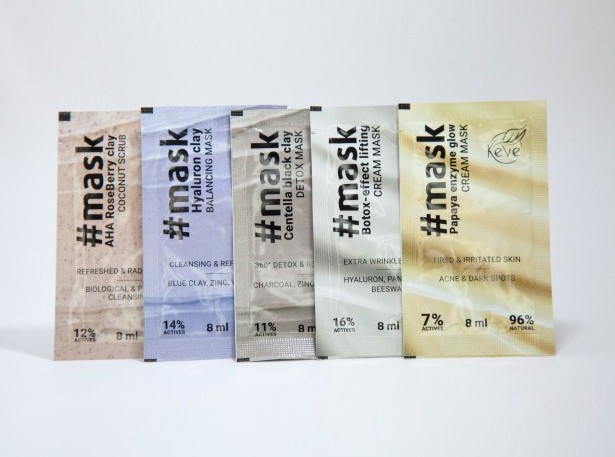 #mask
AHA RoseBerry clay
COCONUT SCRUB
REFRESHED & RAD
BIOLOGICAL & P
CLEANSIN
12%
ACTIVES
8 ml
#mask
Hyaluron clay
BALANCING MASK
CLEANSING & REF
BLUE CLAY, ZINC, V
14%
ACTIVES
8 ml
#mask
Centella black clay
DETOX MASK
360° DETOX & R
CHARCOAL, ZINC
11%
ACTIVES
8 ml
#mask
Botox-effect lifting
CREAM MASK
EXTRA WRINKLE
HYALURON, PAN
BEESWA
16%
ACTIVES
8 ml
#mask
Papaya enzyme glow
CREAM MASK
Keve
TIRED & IRRITATED SKIN
ACNE & DARK SPOTS
7%
ACTIVES
8 ml
96%
NATURAL